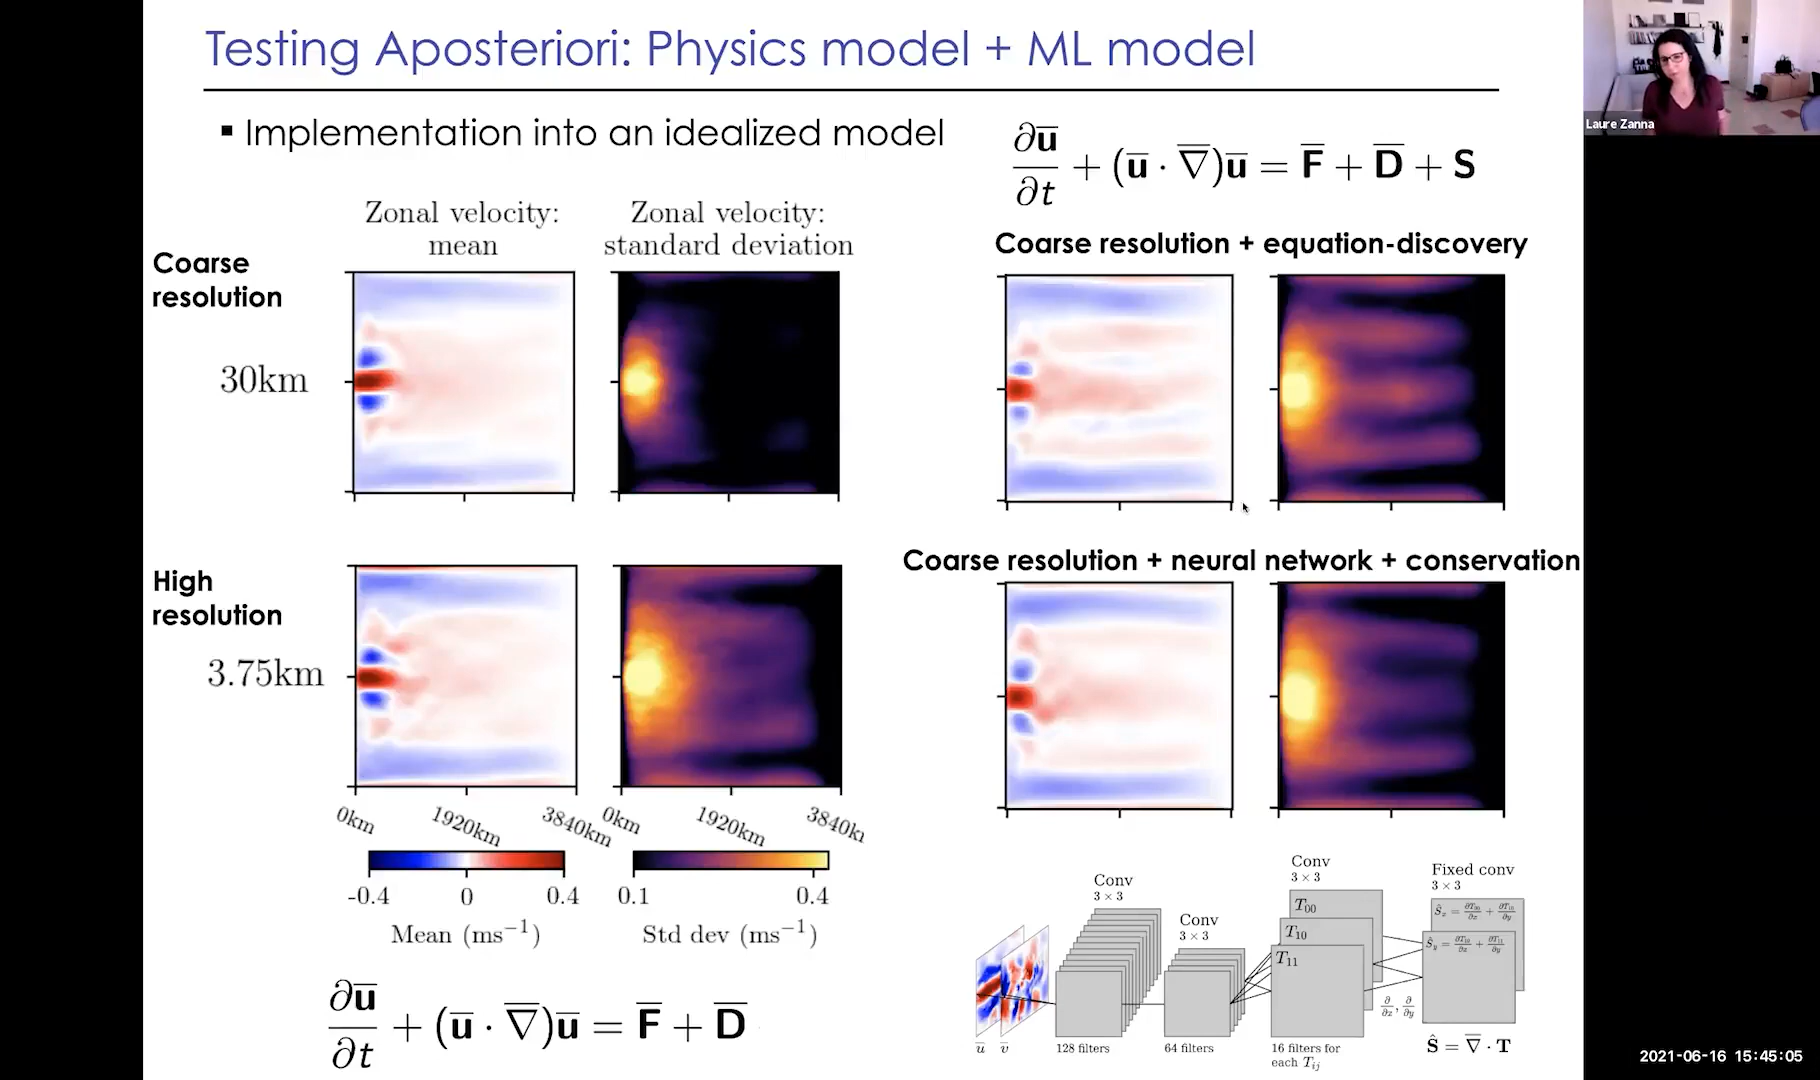 Testing Aposteriori: Physics model + ML model
▪ Implementation into an idealized model
∂u̅/∂t + (u̅ · ∇̅)u̅ = F̅ + D̅ + S
Zonal velocity:
mean
Zonal velocity:
standard deviation
Coarse
resolution
30km
High
resolution
3.75km
0km 1920km 3840km
0km 1920km 3840k
-0.4 0 0.4
Mean (ms⁻¹)
0.1 0.4
Std dev (ms⁻¹)
∂u̅/∂t + (u̅ · ∇̅)u̅ = F̅ + D̅
Coarse resolution + equation-discovery
Coarse resolution + neural network + conservation
Conv
3 × 3
Conv
3 × 3
Conv
3 × 3
Fixed conv
3 × 3
T₀₀
T₁₀
T₁₁
Ŝₓ = ∂T₀₀/∂x + ∂T₁₀/∂y
Ŝᵧ = ∂T₁₀/∂x + ∂T₁₁/∂y
∂/∂x, ∂/∂y
u̅ v̅
128 filters
64 filters
16 filters for
each Tᵢⱼ
Ŝ = ∇̅ · T
Laure Zanna
2021-06-16 15:45:05